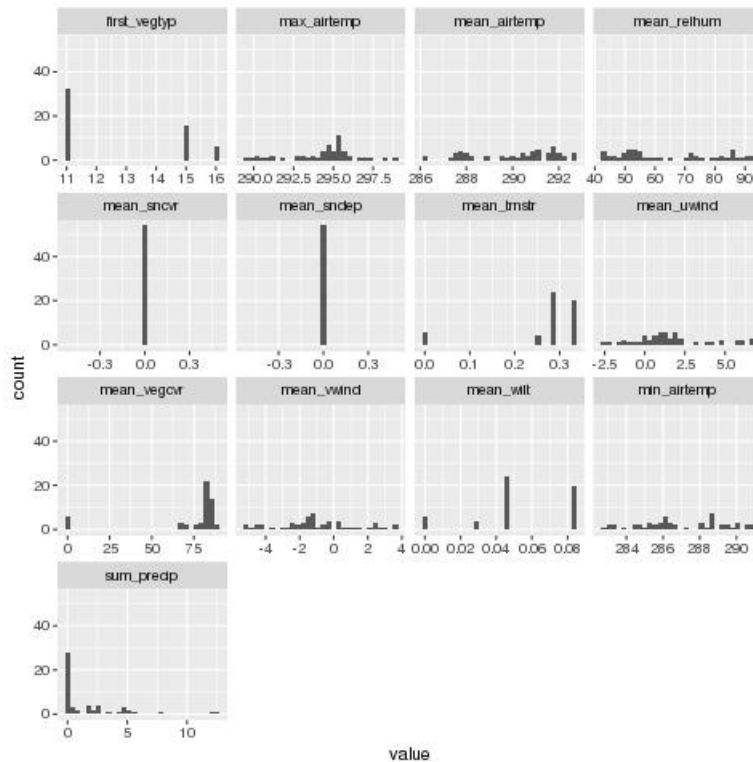 first_vegtyp max_airtemp mean_airtemp mean_relhum
40
20
0
11 12 13 14 15 16 290.0 292.5 295.0 297.5 286 288 290 292 40 50 60 70 80 90
mean_sncvr mean_sndep mean_trnstr mean_uwind
40
20
0
-0.3 0.0 0.3 -0.3 0.0 0.3 0.0 0.1 0.2 0.3 -2.5 0.0 2.5 5.0
mean_vegcvr mean_vwind mean_wilt min_airtemp
40
20
0
0 25 50 75 -4 -2 0 2 4 0.00 0.02 0.04 0.06 0.08 284 286 288 290
sum_precip
40
20
0
0 5 10
count
value